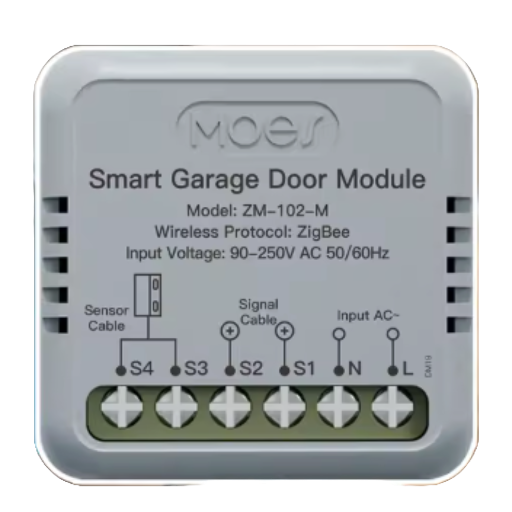 MOES
Smart Garage Door Module
Model: ZM-102-M
Wireless Protocol: ZigBee
Input Voltage: 90-250V AC 50/60Hz
Sensor
Cable
Signal
Cable
Input AC~
S4 S3 S2 S1 N L
DM19